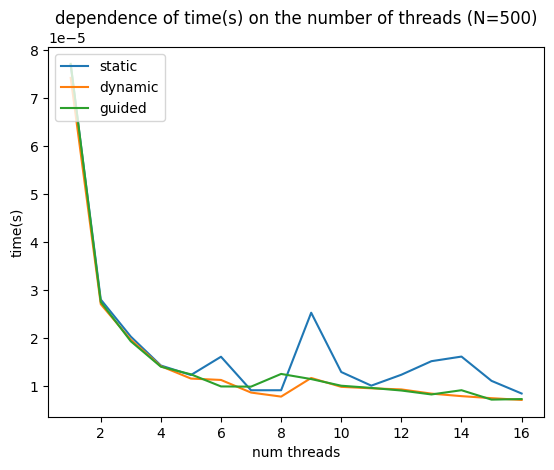 dependence of time(s) on the number of threads (N=500)
1e−5
8
7
6
5
4
3
2
1
time(s)
static
dynamic
guided
2 4 6 8 10 12 14 16
num threads